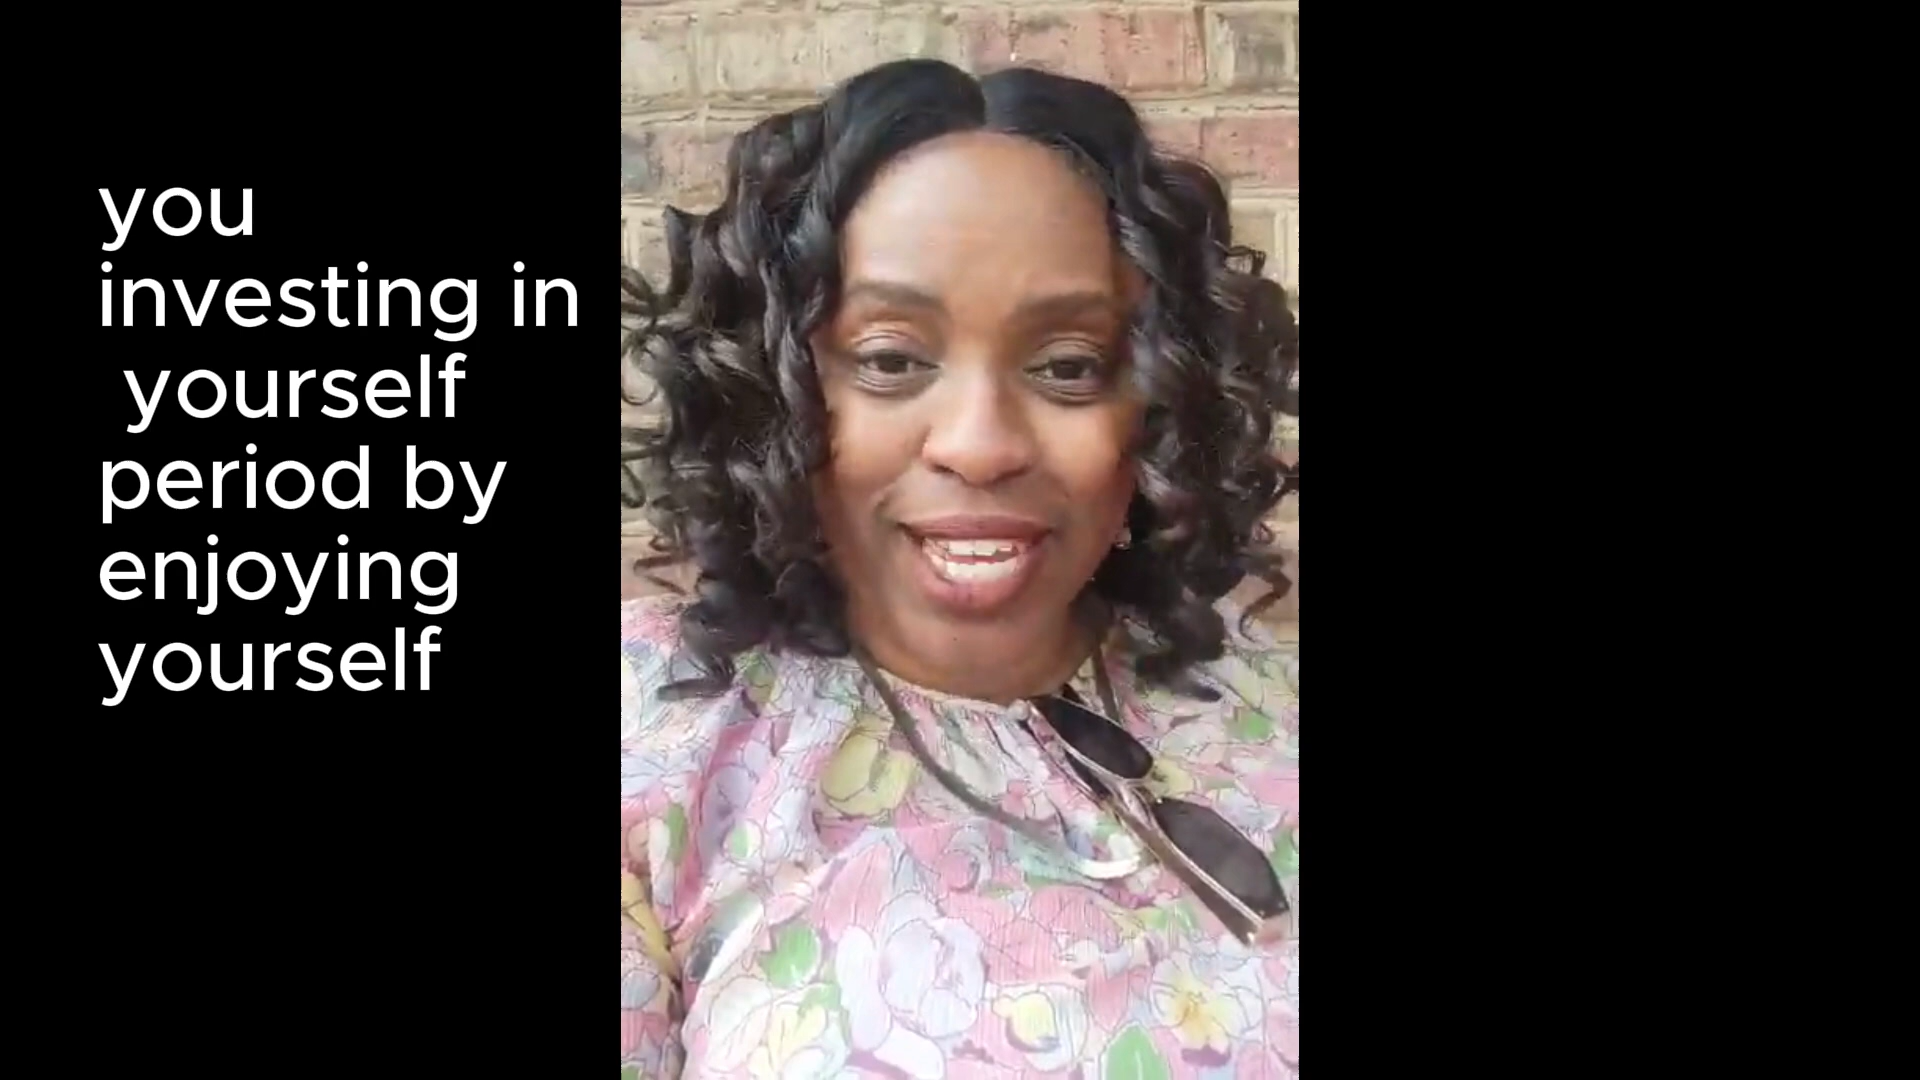 you
investing in
yourself
period by
enjoying
yourself